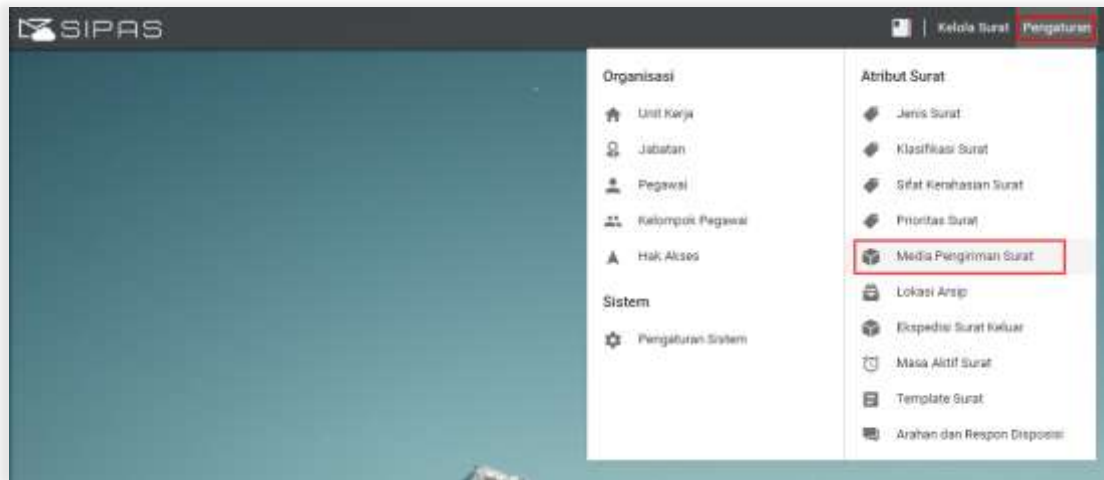 SIPAS
Kelola Surat Pengaturan
Organisasi
Unit Kerja
Jabatan
Pegawai
Kelompok Pegawai
Hak Akses
Sistem
Pengaturan Sistem
Atribut Surat
Jenis Surat
Klasifikasi Surat
Sifat Kerahasian Surat
Prioritas Surat
Media Pengiriman Surat
Lokasi Arsip
Ekspedisi Surat Keluar
Masa Aktif Surat
Template Surat
Arahan dan Respon Disposisi